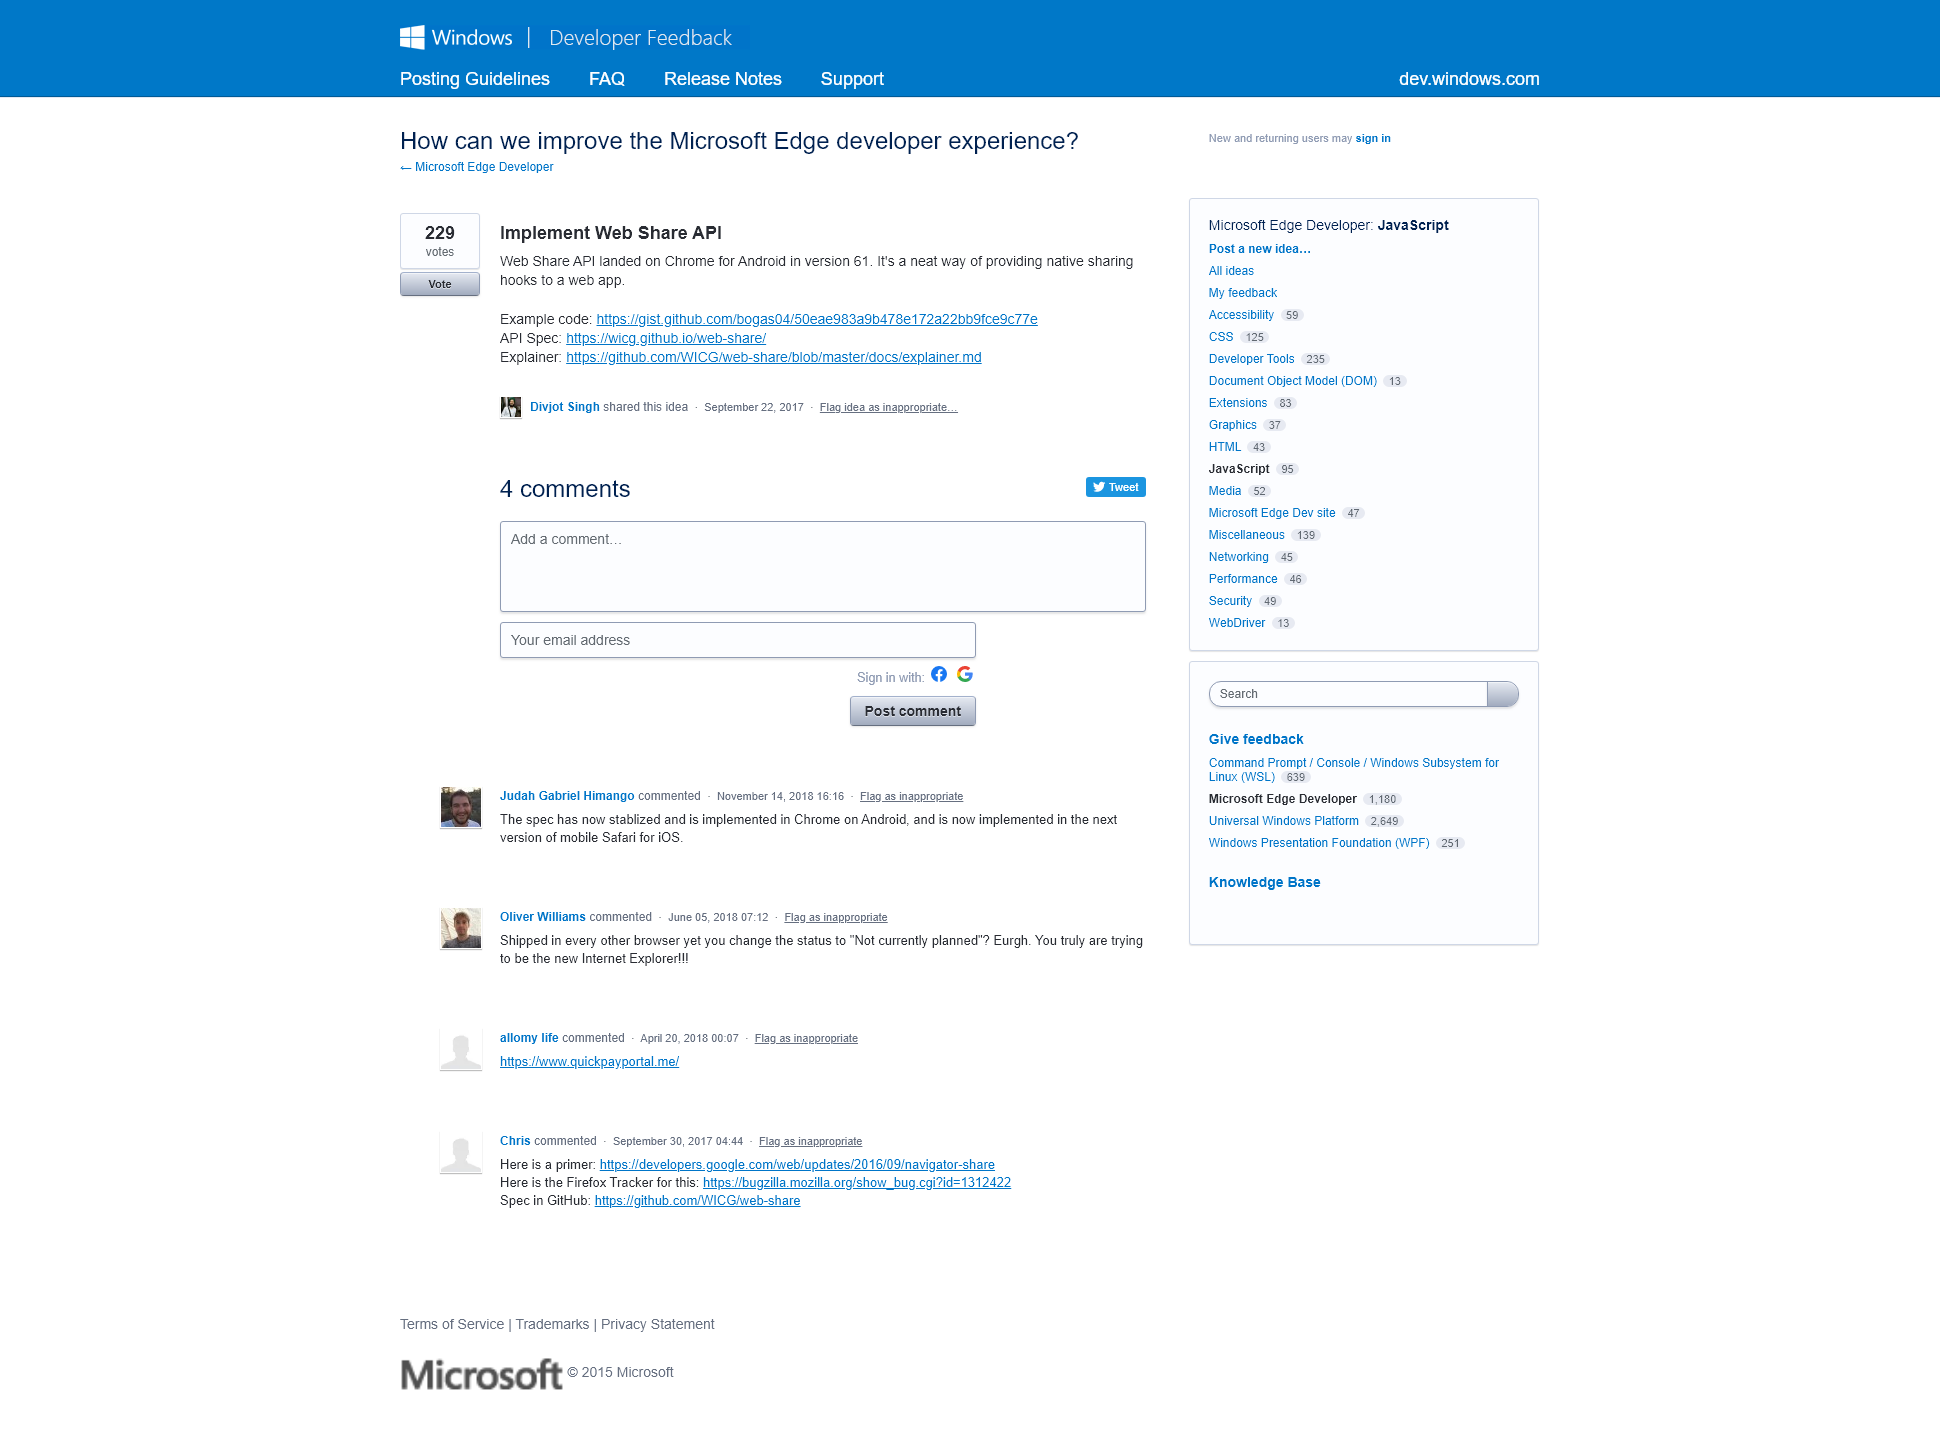 Windows | Developer Feedback
Posting Guidelines FAQ Release Notes Support dev.windows.com
How can we improve the Microsoft Edge developer experience?
← Microsoft Edge Developer
New and returning users may sign in
229
votes
Vote
Implement Web Share API
Web Share API landed on Chrome for Android in version 61. It's a neat way of providing native sharing
hooks to a web app.
Example code: https://gist.github.com/bogas04/50eae983a9b478e172a22bb9fce9c77e
API Spec: https://wicg.github.io/web-share/
Explainer: https://github.com/WICG/web-share/blob/master/docs/explainer.md
Divjot Singh shared this idea · September 22, 2017 · Flag idea as inappropriate…
4 comments
Tweet
Add a comment…
Your email address
Sign in with:
Post comment
Judah Gabriel Himango commented · November 14, 2018 16:16 · Flag as inappropriate
The spec has now stablized and is implemented in Chrome on Android, and is now implemented in the next
version of mobile Safari for iOS.
Oliver Williams commented · June 05, 2018 07:12 · Flag as inappropriate
Shipped in every other browser yet you change the status to "Not currently planned"? Eurgh. You truly are trying
to be the new Internet Explorer!!!
allomy life commented · April 20, 2018 00:07 · Flag as inappropriate
https://www.quickpayportal.me/
Chris commented · September 30, 2017 04:44 · Flag as inappropriate
Here is a primer: https://developers.google.com/web/updates/2016/09/navigator-share
Here is the Firefox Tracker for this: https://bugzilla.mozilla.org/show_bug.cgi?id=1312422
Spec in GitHub: https://github.com/WICG/web-share
Microsoft Edge Developer: JavaScript
Post a new idea…
All ideas
My feedback
Accessibility 59
CSS 125
Developer Tools 235
Document Object Model (DOM) 13
Extensions 83
Graphics 37
HTML 43
JavaScript 95
Media 52
Microsoft Edge Dev site 47
Miscellaneous 139
Networking 45
Performance 46
Security 49
WebDriver 13
Search
Give feedback
Command Prompt / Console / Windows Subsystem for
Linux (WSL) 639
Microsoft Edge Developer 1,180
Universal Windows Platform 2,649
Windows Presentation Foundation (WPF) 251
Knowledge Base
Terms of Service | Trademarks | Privacy Statement
Microsoft © 2015 Microsoft